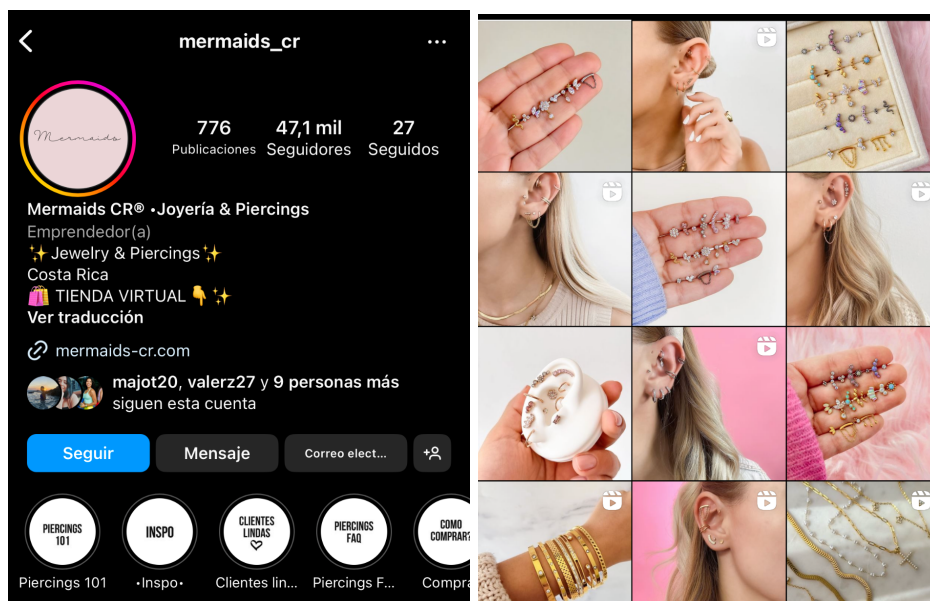 mermaids_cr
Mermaids
776
47,1 mil
27
Publicaciones
Seguidores
Seguidos
Mermaids CR® •Joyería & Piercings
Emprendedor(a)
✨ Jewelry & Piercings✨
Costa Rica
🛍️ TIENDA VIRTUAL 👇✨
Ver traducción
mermaids-cr.com
majot20, valerz27 y 9 personas más
siguen esta cuenta
Seguir
Mensaje
Correo elect...
PIERCINGS
101
INSPO
CLIENTES
LINDAS
PIERCINGS
FAQ
COMO
COMPRAR?
Piercings 101
•Inspo•
Clientes lin...
Piercings F...
Compra